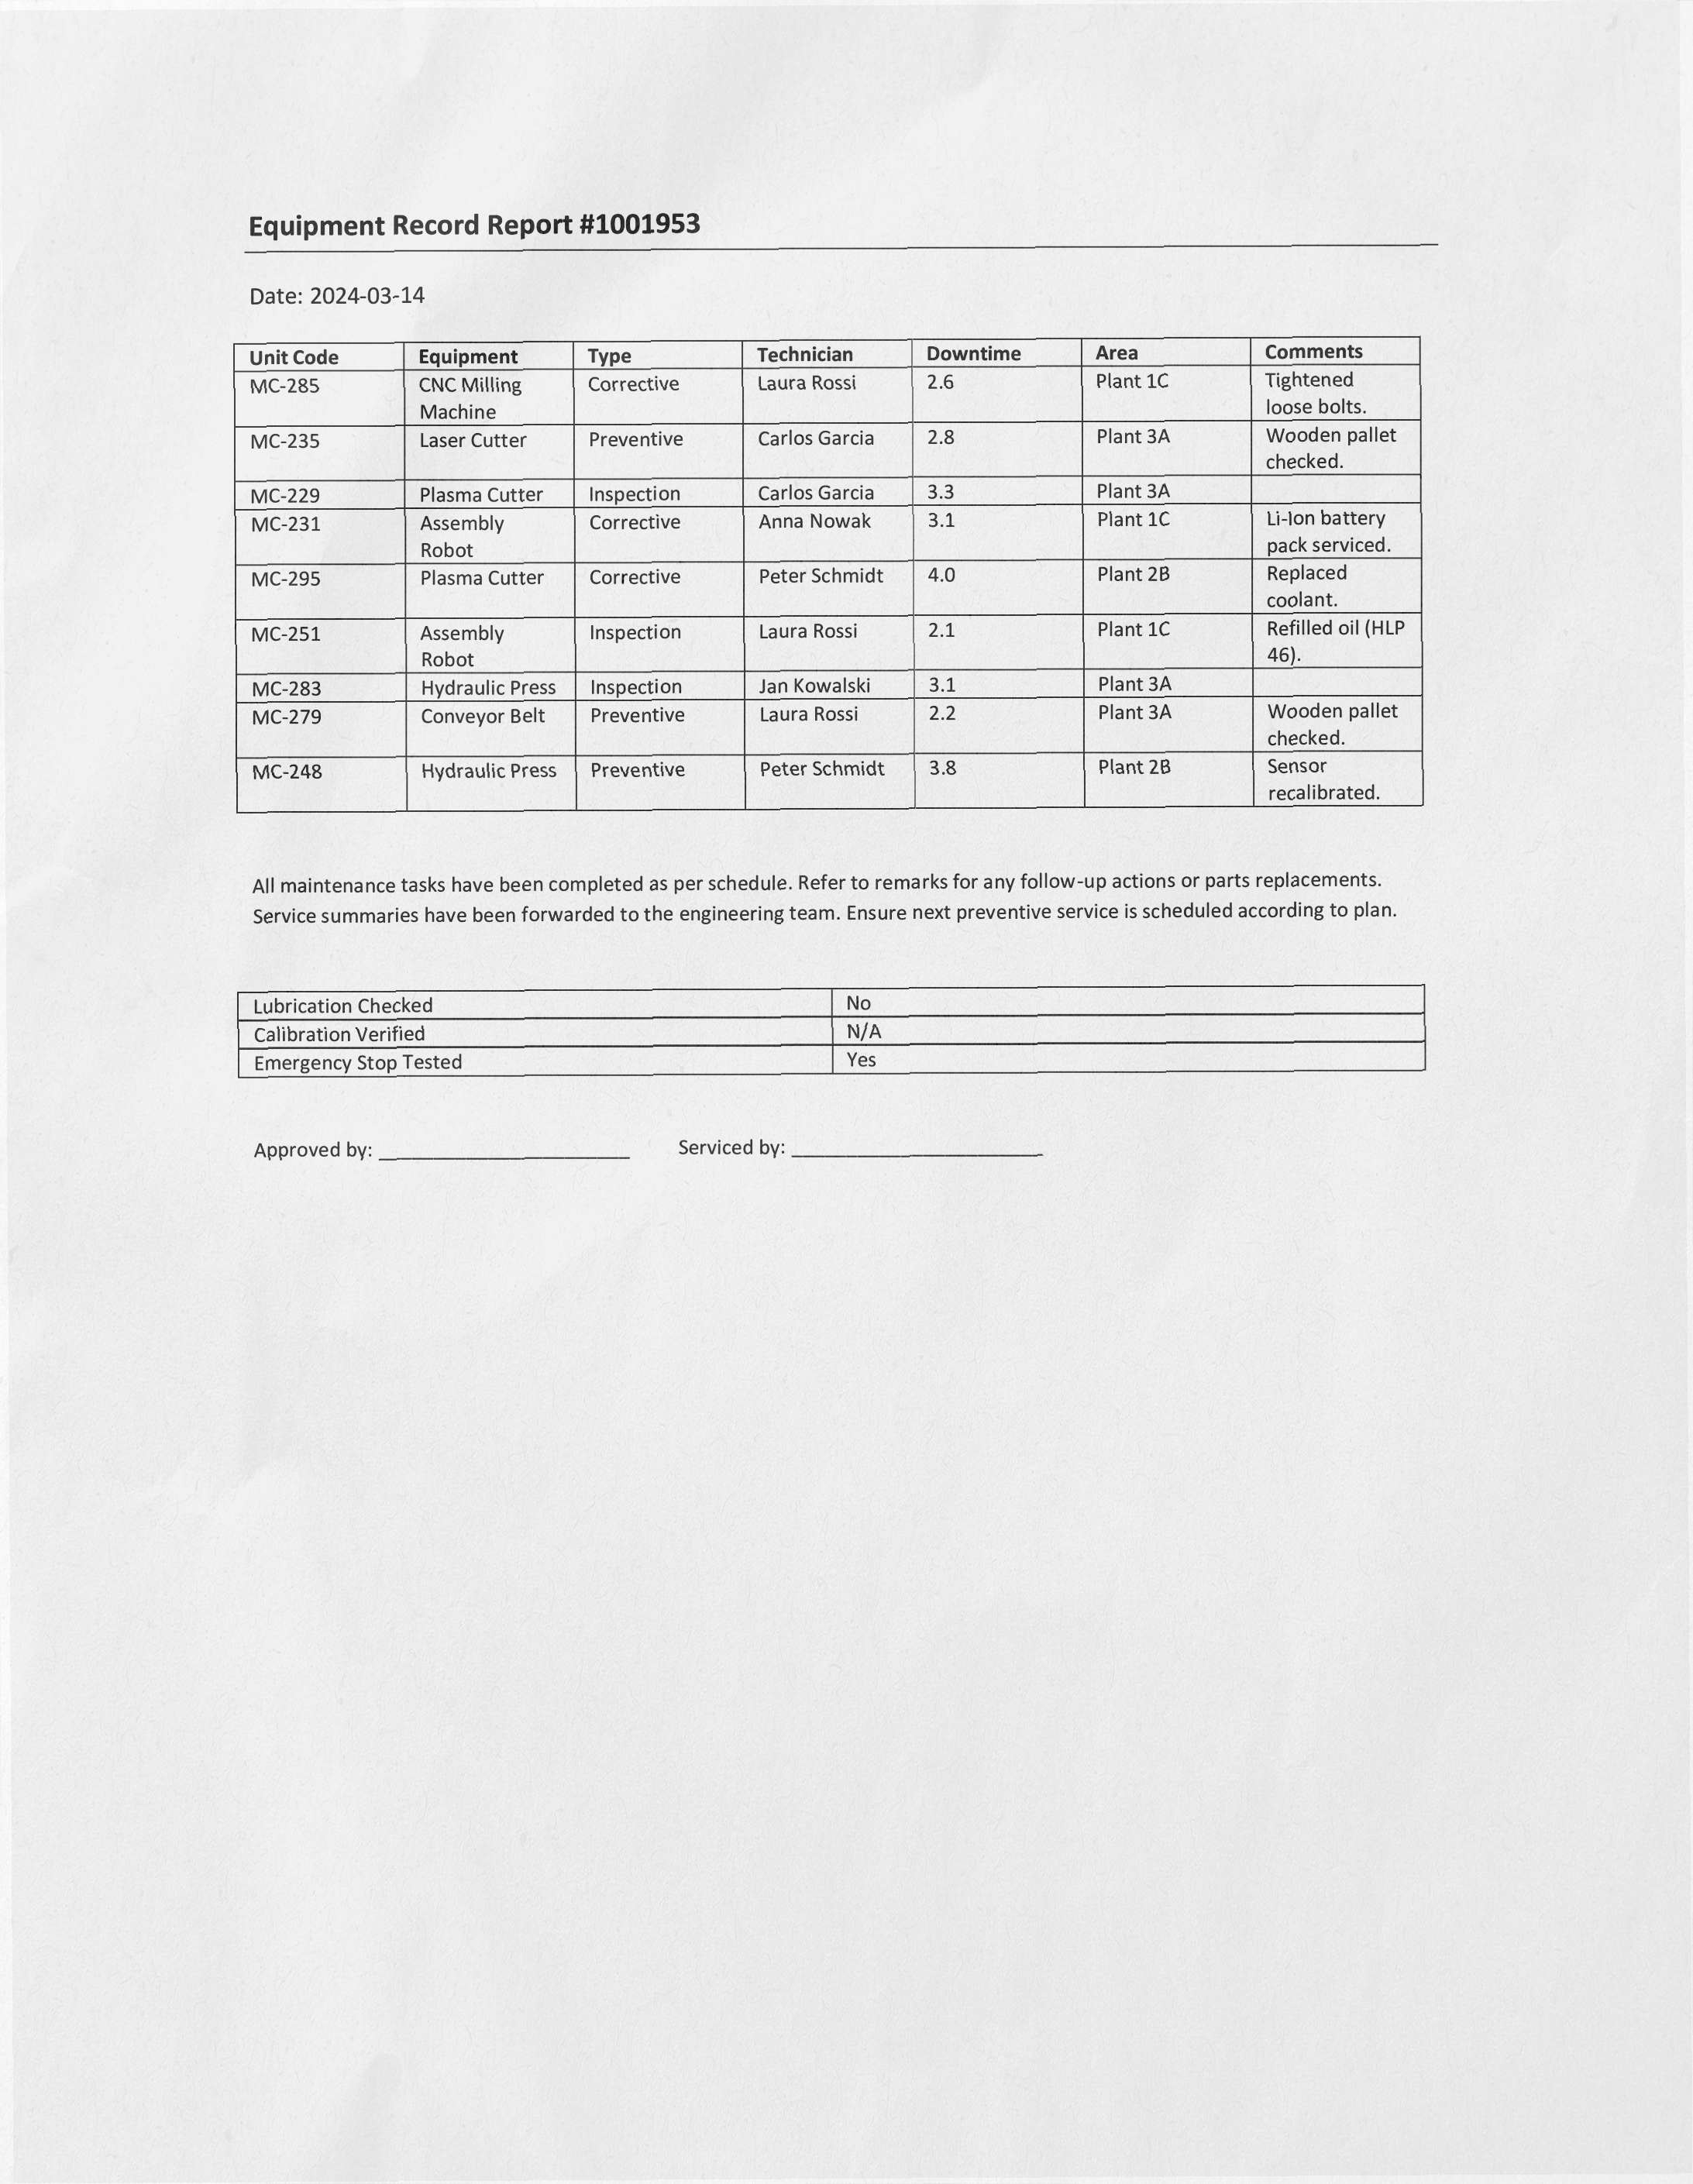 Equipment Record Report #1001953
Date: 2024-03-14
Unit Code Equipment Type Technician Downtime Area Comments
MC-285 CNC Milling Machine Corrective Laura Rossi 2.6 Plant 1C Tightened loose bolts.
MC-235 Laser Cutter Preventive Carlos Garcia 2.8 Plant 3A Wooden pallet checked.
MC-229 Plasma Cutter Inspection Carlos Garcia 3.3 Plant 3A
MC-231 Assembly Robot Corrective Anna Nowak 3.1 Plant 1C Li-Ion battery pack serviced.
MC-295 Plasma Cutter Corrective Peter Schmidt 4.0 Plant 2B Replaced coolant.
MC-251 Assembly Robot Inspection Laura Rossi 2.1 Plant 1C Refilled oil (HLP 46).
MC-283 Hydraulic Press Inspection Jan Kowalski 3.1 Plant 3A
MC-279 Conveyor Belt Preventive Laura Rossi 2.2 Plant 3A Wooden pallet checked.
MC-248 Hydraulic Press Preventive Peter Schmidt 3.8 Plant 2B Sensor recalibrated.
All maintenance tasks have been completed as per schedule. Refer to remarks for any follow-up actions or parts replacements.
Service summaries have been forwarded to the engineering team. Ensure next preventive service is scheduled according to plan.
Lubrication Checked No
Calibration Verified N/A
Emergency Stop Tested Yes
Approved by: ______________________ Serviced by: ______________________